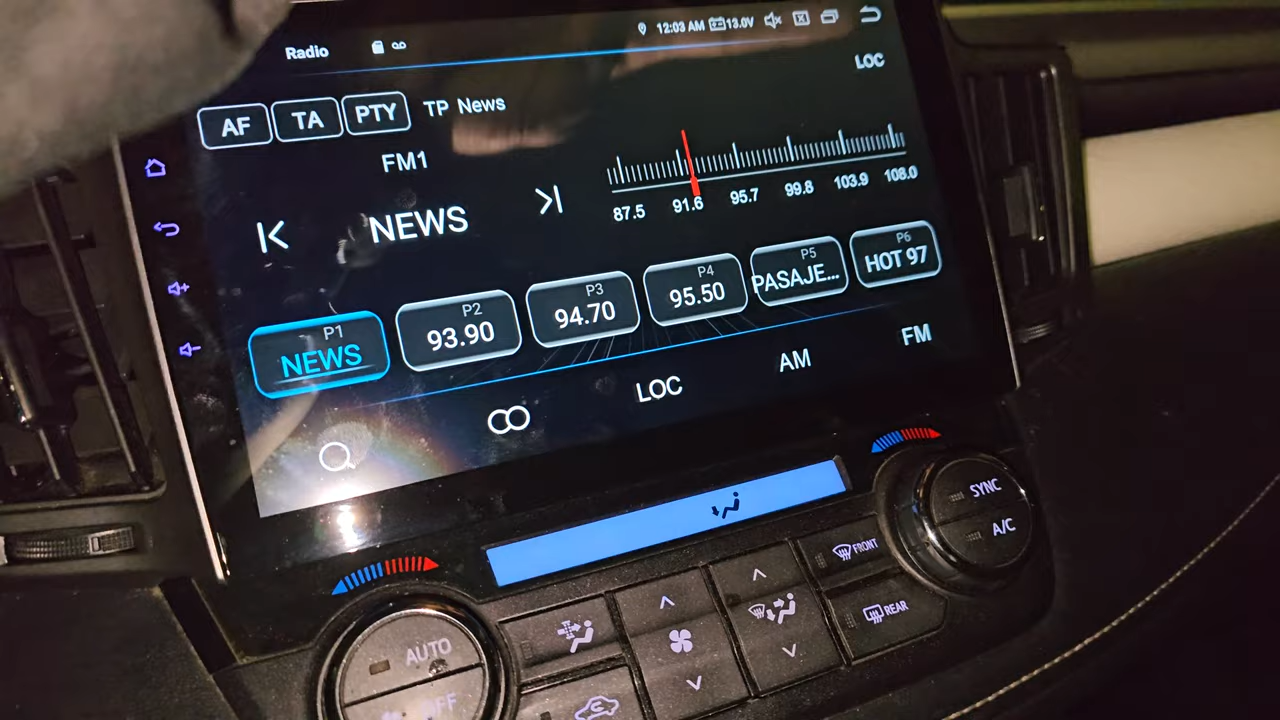 Radio
12:03 AM 13.0V
LOC
AF TA PTY TP News
FM1
NEWS
87.5 91.6 95.7 99.8 103.9 108.0
P1 NEWS
P2 93.90
P3 94.70
P4 95.50
P5 PASAJE...
P6 HOT 97
LOC AM FM
SYNC
A/C
FRONT
REAR
AUTO
OFF